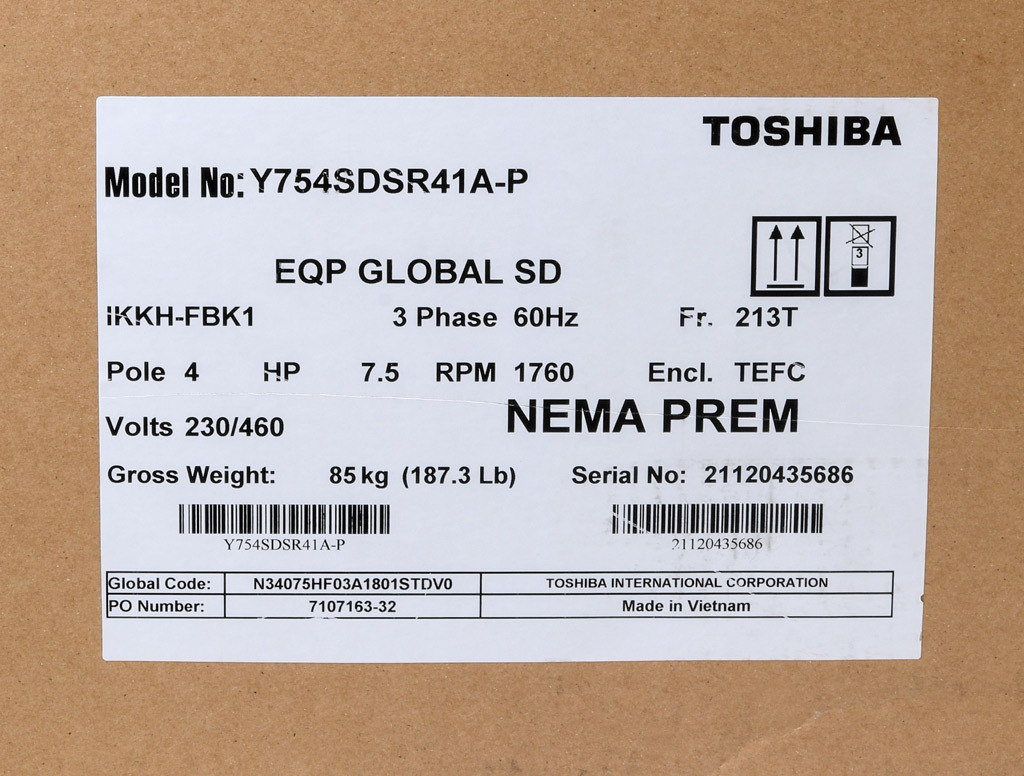 TOSHIBA
Model No: Y754SDSR41A-P
3
EQP GLOBAL SD
IKKH-FBK1 3 Phase 60Hz Fr. 213T
Pole 4 HP 7.5 RPM 1760 Encl. TEFC
Volts 230/460 NEMA PREM
Gross Weight: 85 kg (187.3 Lb) Serial No: 21120435686
Y754SDSR41A-P 21120435686
Global Code: N34075HF03A1801STDV0 TOSHIBA INTERNATIONAL CORPORATION
PO Number: 7107163-32 Made in Vietnam